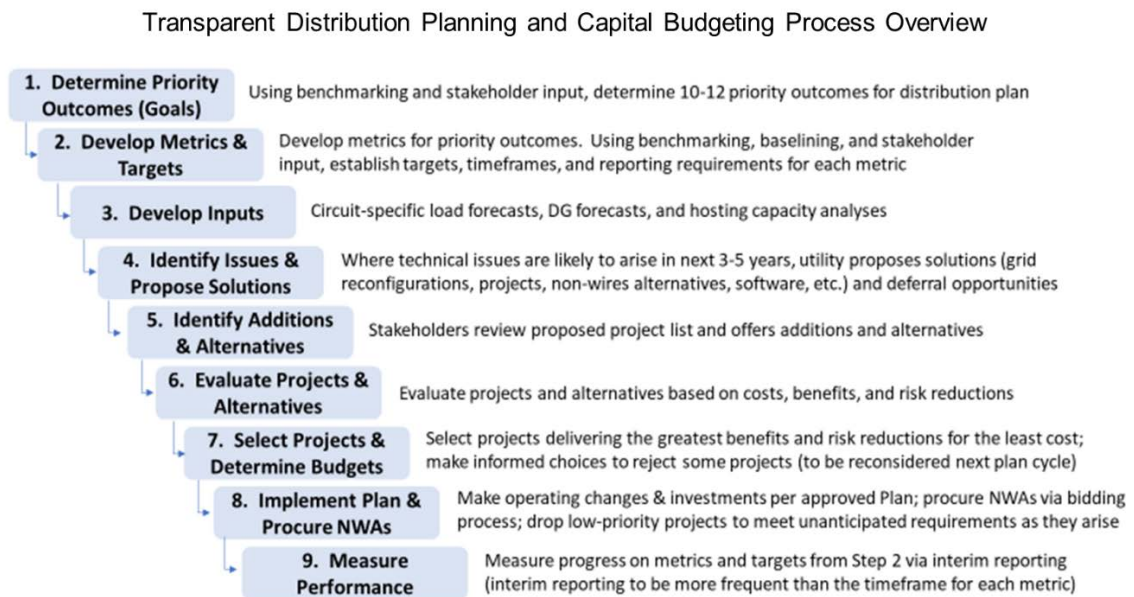 Transparent Distribution Planning and Capital Budgeting Process Overview
1. Determine Priority
Outcomes (Goals)
Using benchmarking and stakeholder input, determine 10-12 priority outcomes for distribution plan
2. Develop Metrics &
Targets
Develop metrics for priority outcomes. Using benchmarking, baselining, and stakeholder
input, establish targets, timeframes, and reporting requirements for each metric
3. Develop Inputs
Circuit-specific load forecasts, DG forecasts, and hosting capacity analyses
4. Identify Issues &
Propose Solutions
Where technical issues are likely to arise in next 3-5 years, utility proposes solutions (grid
reconfigurations, projects, non-wires alternatives, software, etc.) and deferral opportunities
5. Identify Additions
& Alternatives
Stakeholders review proposed project list and offers additions and alternatives
6. Evaluate Projects &
Alternatives
Evaluate projects and alternatives based on costs, benefits, and risk reductions
7. Select Projects &
Determine Budgets
Select projects delivering the greatest benefits and risk reductions for the least cost;
make informed choices to reject some projects (to be reconsidered next plan cycle)
8. Implement Plan &
Procure NWAs
Make operating changes & investments per approved Plan; procure NWAs via bidding
process; drop low-priority projects to meet unanticipated requirements as they arise
9. Measure
Performance
Measure progress on metrics and targets from Step 2 via interim reporting
(interim reporting to be more frequent than the timeframe for each metric)